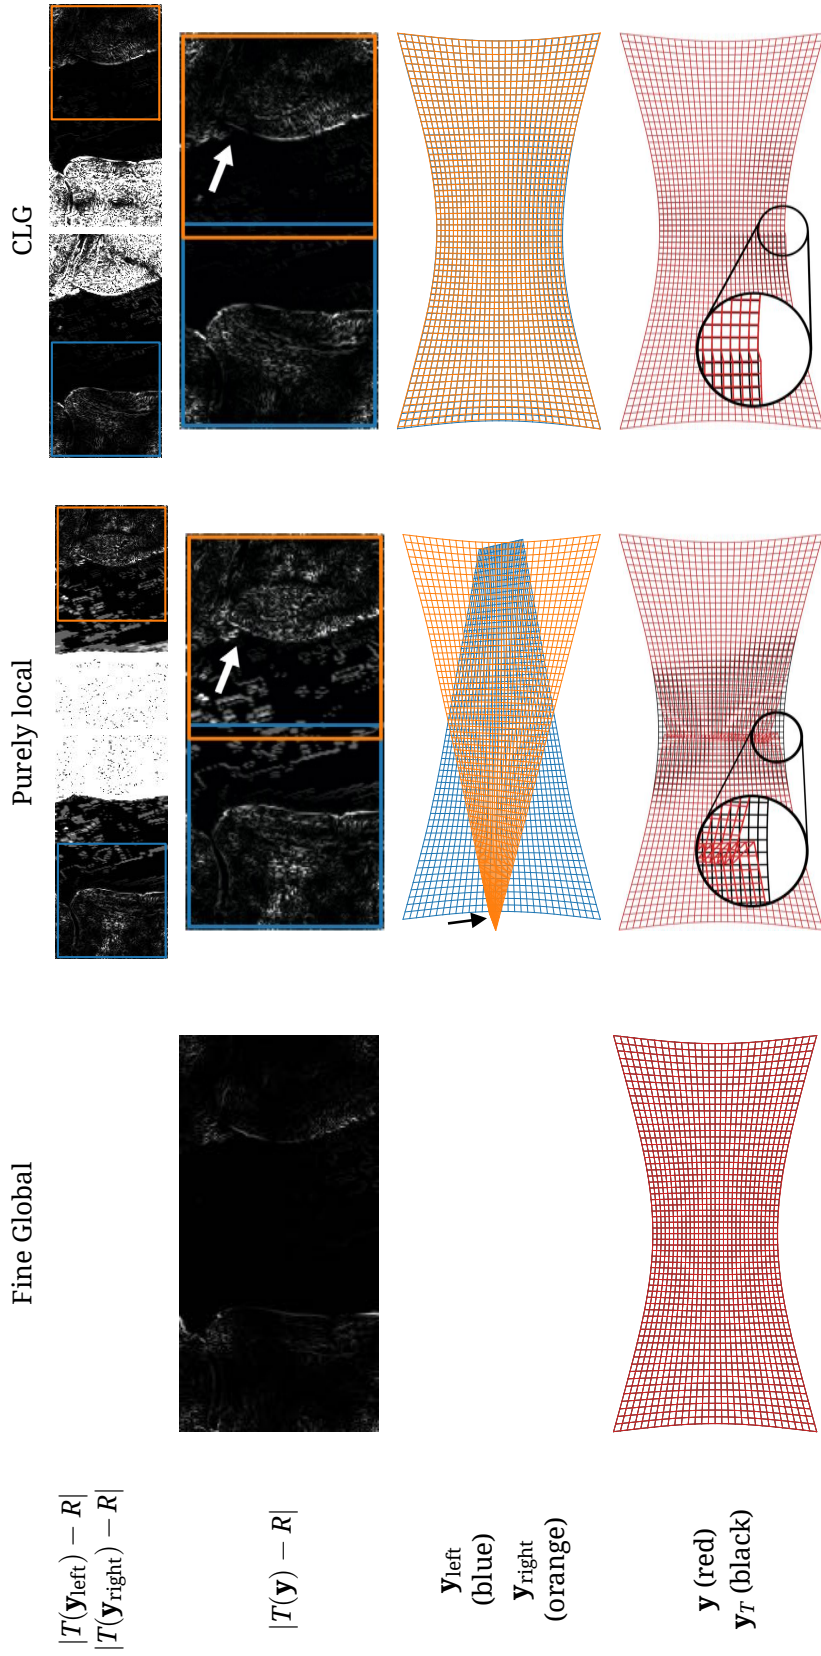 Fine Global
Purely local
CLG
|T(y_left) − R|
|T(y_right) − R|
|T(y) − R|
y_left
(blue)
y_right
(orange)
y (red)
y_T (black)